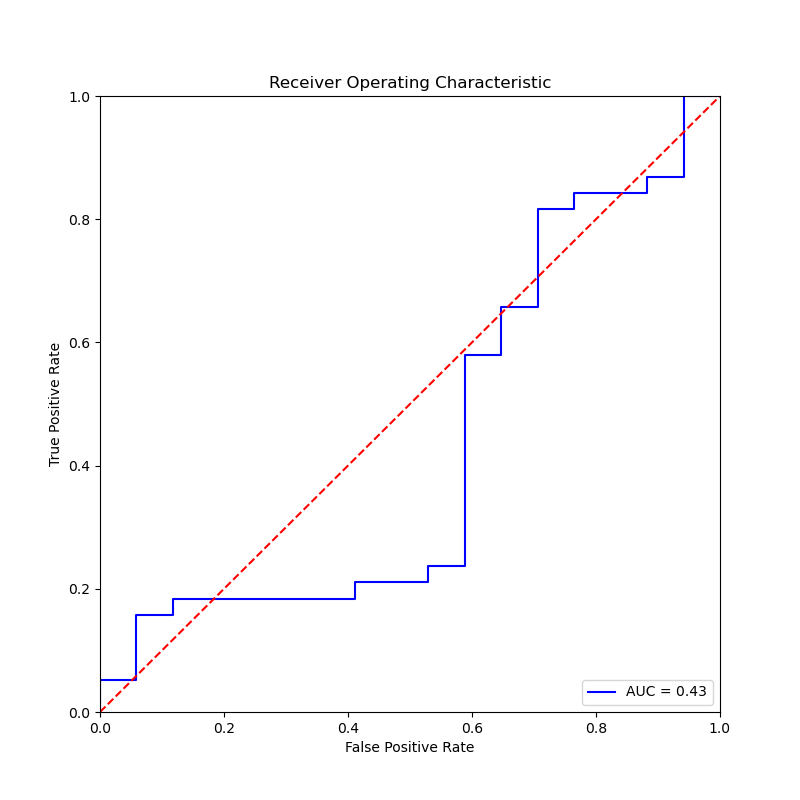 Receiver Operating Characteristic
1.0
0.8
0.6
0.4
0.2
0.0
True Positive Rate
AUC = 0.43
0.0 0.2 0.4 0.6 0.8 1.0
False Positive Rate